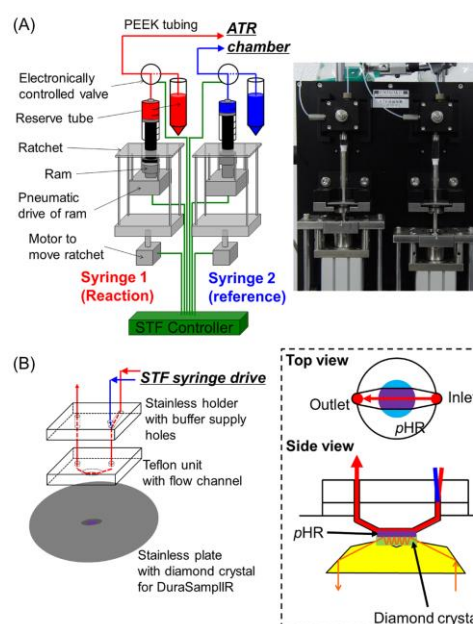 (A)
PEEK tubing
ATR
chamber
Electronically
controlled valve
Reserve tube
Ratchet
Ram
Pneumatic
drive of ram
Motor to
move ratchet
Syringe 1
(Reaction)
Syringe 2
(reference)
STF Controller
(B)
STF syringe drive
Stainless holder
with buffer supply
holes
Teflon unit
with flow channel
Stainless plate
with diamond crystal
for DuraSamplIR
Top view
Outlet
Inlet
pHR
Side view
pHR
Diamond crystal